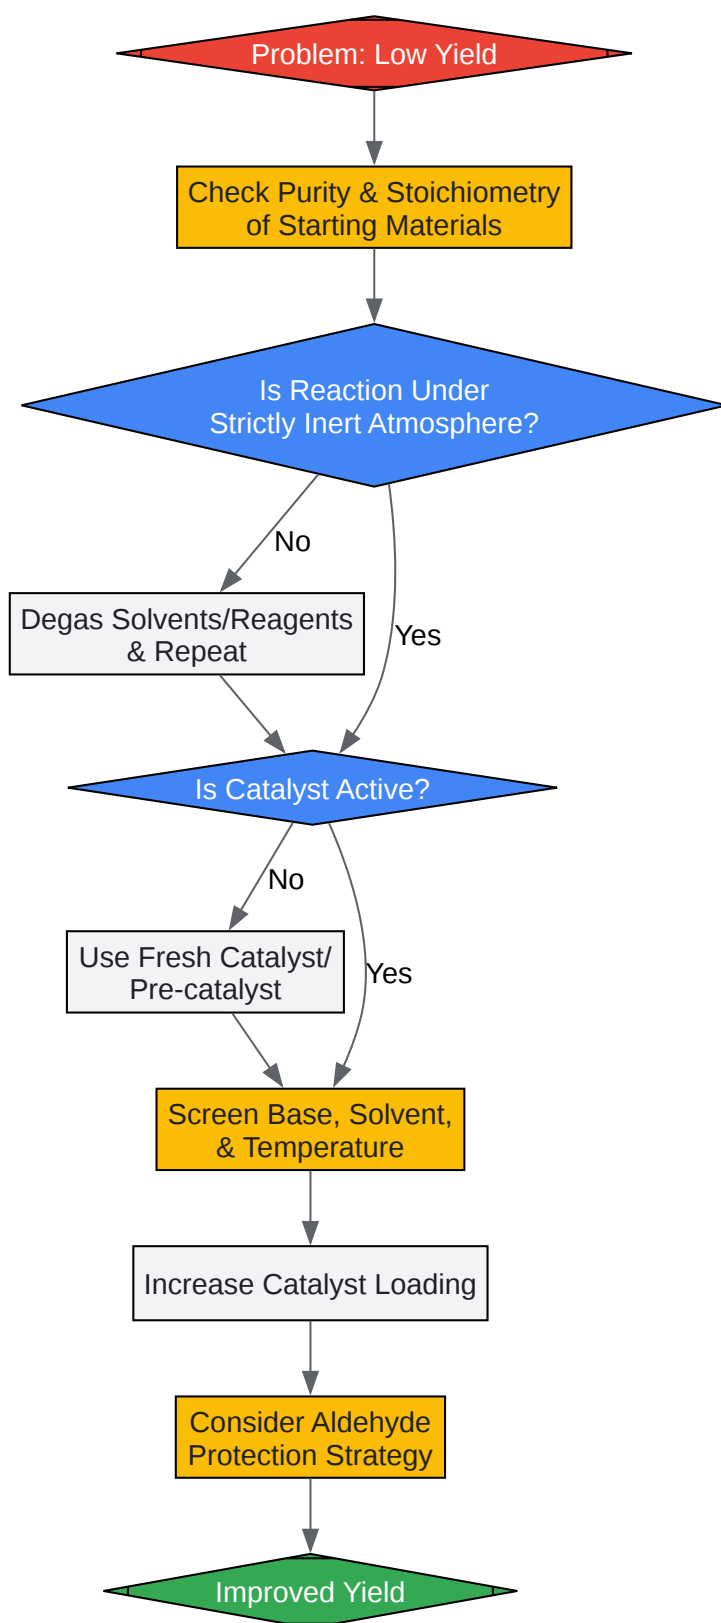 Problem: Low Yield
Check Purity & Stoichiometry
of Starting Materials
Is Reaction Under
Strictly Inert Atmosphere?
No
Degas Solvents/Reagents
& Repeat
Yes
Is Catalyst Active?
No
Use Fresh Catalyst/
Pre-catalyst
Yes
Screen Base, Solvent,
& Temperature
Increase Catalyst Loading
Consider Aldehyde
Protection Strategy
Improved Yield